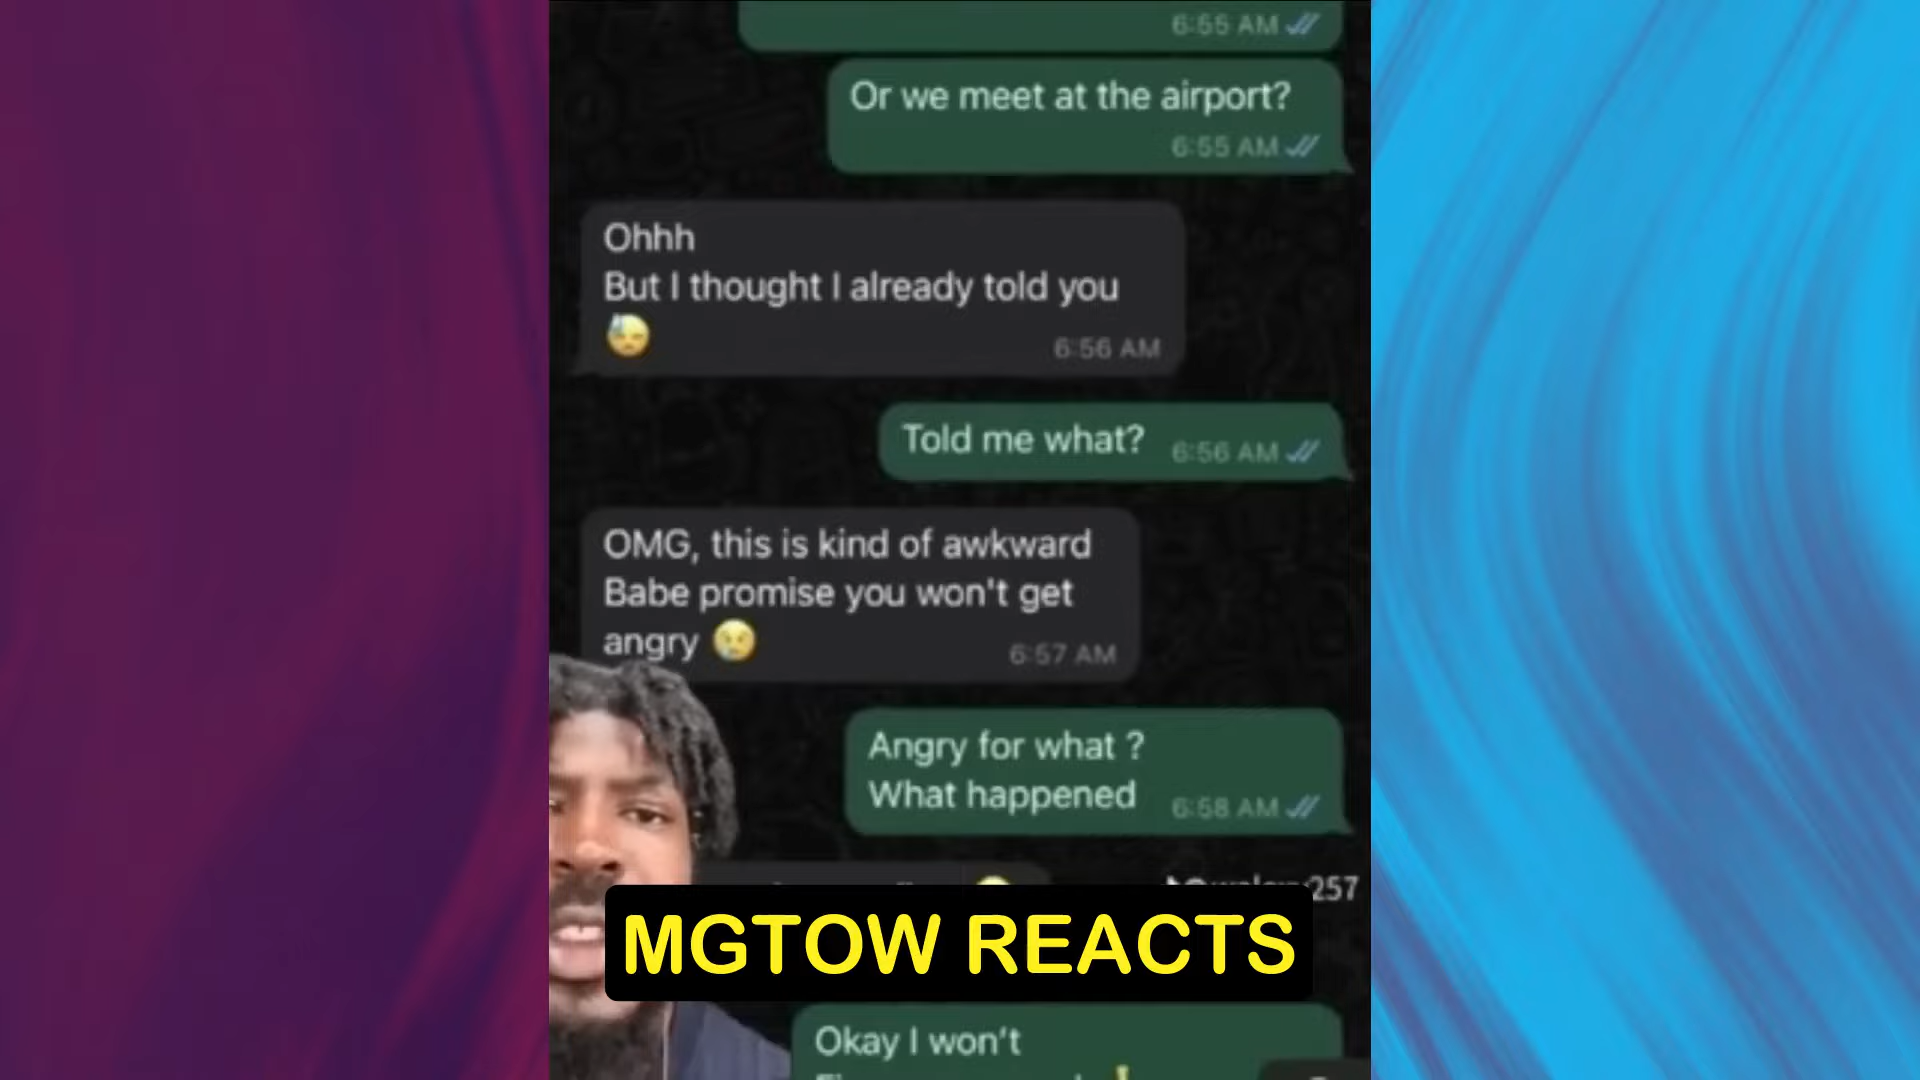 6:55 AM
Or we meet at the airport?
6:55 AM
Ohhh
But I thought I already told you
6:56 AM
Told me what?
6:56 AM
OMG, this is kind of awkward
Babe promise you won't get
angry
6:57 AM
Angry for what ?
What happened
6:58 AM
257
MGTOW REACTS
Okay I won't